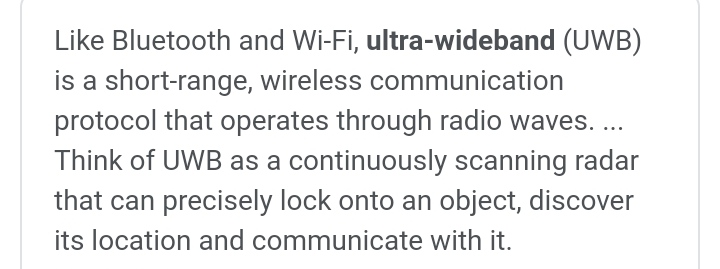 Like Bluetooth and Wi-Fi, ultra-wideband (UWB)
is a short-range, wireless communication
protocol that operates through radio waves. ...
Think of UWB as a continuously scanning radar
that can precisely lock onto an object, discover
its location and communicate with it.